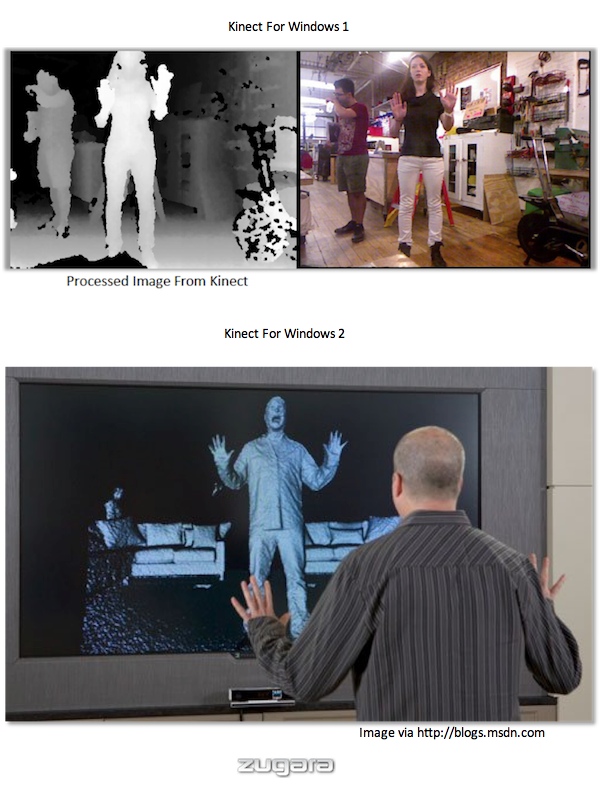 Kinect For Windows 1
Processed Image From Kinect
Kinect For Windows 2
Image via http://blogs.msdn.com
zugara